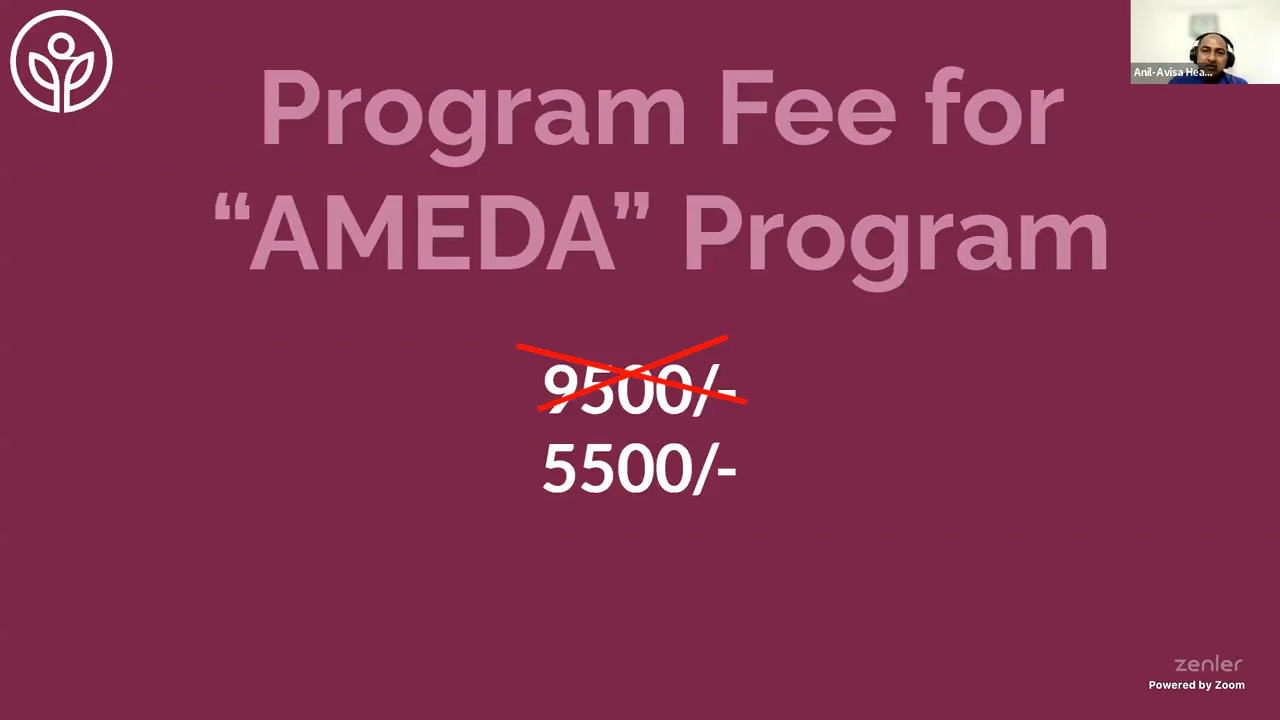 Program Fee for
“AMEDA” Program
9500/-
5500/-
Anil-Avisa Hea...
zenler
Powered by Zoom